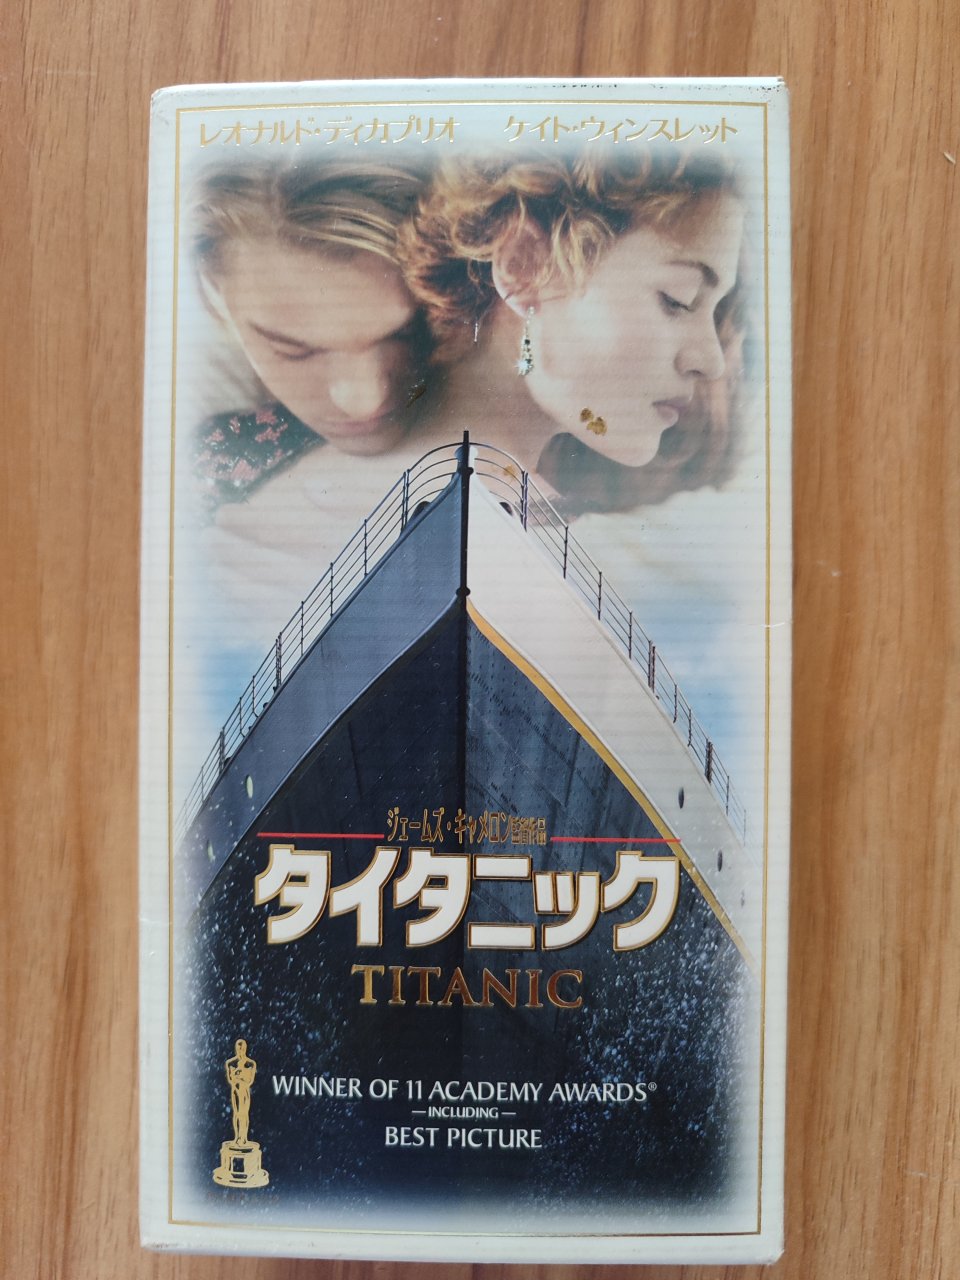 レオナルド・ディカプリオ ケイト・ウィンスレット
ジェームズ・キャメロン監督作品
タイタニック
TITANIC
WINNER OF 11 ACADEMY AWARDS®
—INCLUDING—
BEST PICTURE